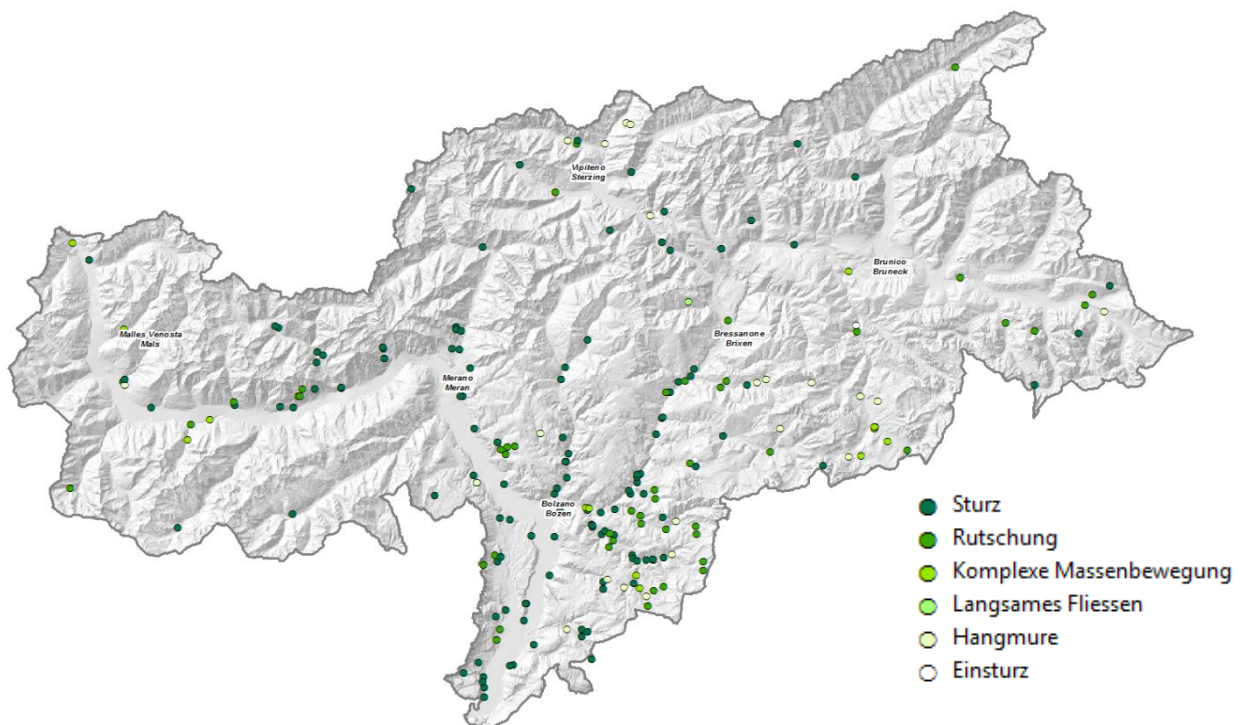 Vipiteno
Sterzing
Brunico
Bruneck
Malles Venosta
Mals
Bressanone
Brixen
Merano
Meran
Bolzano
Bozen
Sturz
Rutschung
Komplexe Massenbewegung
Langsames Fliessen
Hangmure
Einsturz